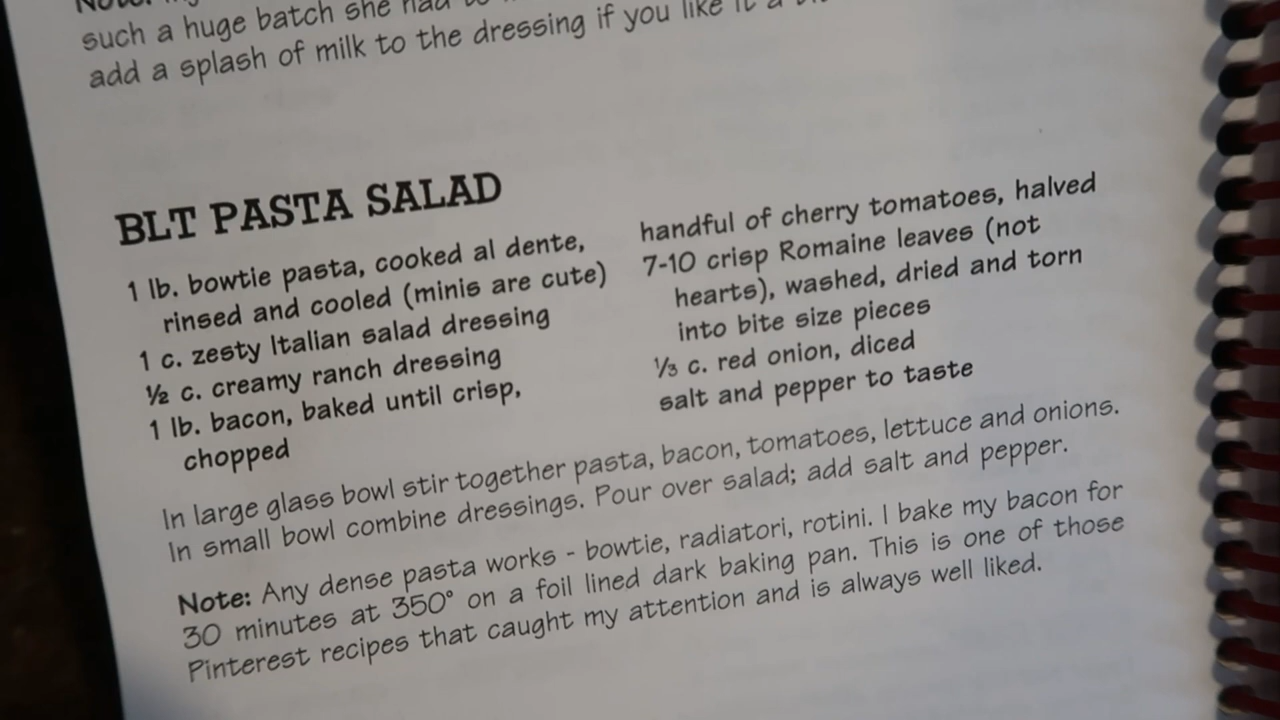 Note:
such a huge batch she had to
add a splash of milk to the dressing if you like it a
BLT PASTA SALAD
1 lb. bowtie pasta, cooked al dente,
rinsed and cooled (minis are cute)
1 c. zesty Italian salad dressing
½ c. creamy ranch dressing
1 lb. bacon, baked until crisp,
chopped
handful of cherry tomatoes, halved
7-10 crisp Romaine leaves (not
hearts), washed, dried and torn
into bite size pieces
⅓ c. red onion, diced
salt and pepper to taste
In large glass bowl stir together pasta, bacon, tomatoes, lettuce and onions.
In small bowl combine dressings. Pour over salad; add salt and pepper.
Note: Any dense pasta works - bowtie, radiatori, rotini. I bake my bacon for
30 minutes at 350° on a foil lined dark baking pan. This is one of those
Pinterest recipes that caught my attention and is always well liked.